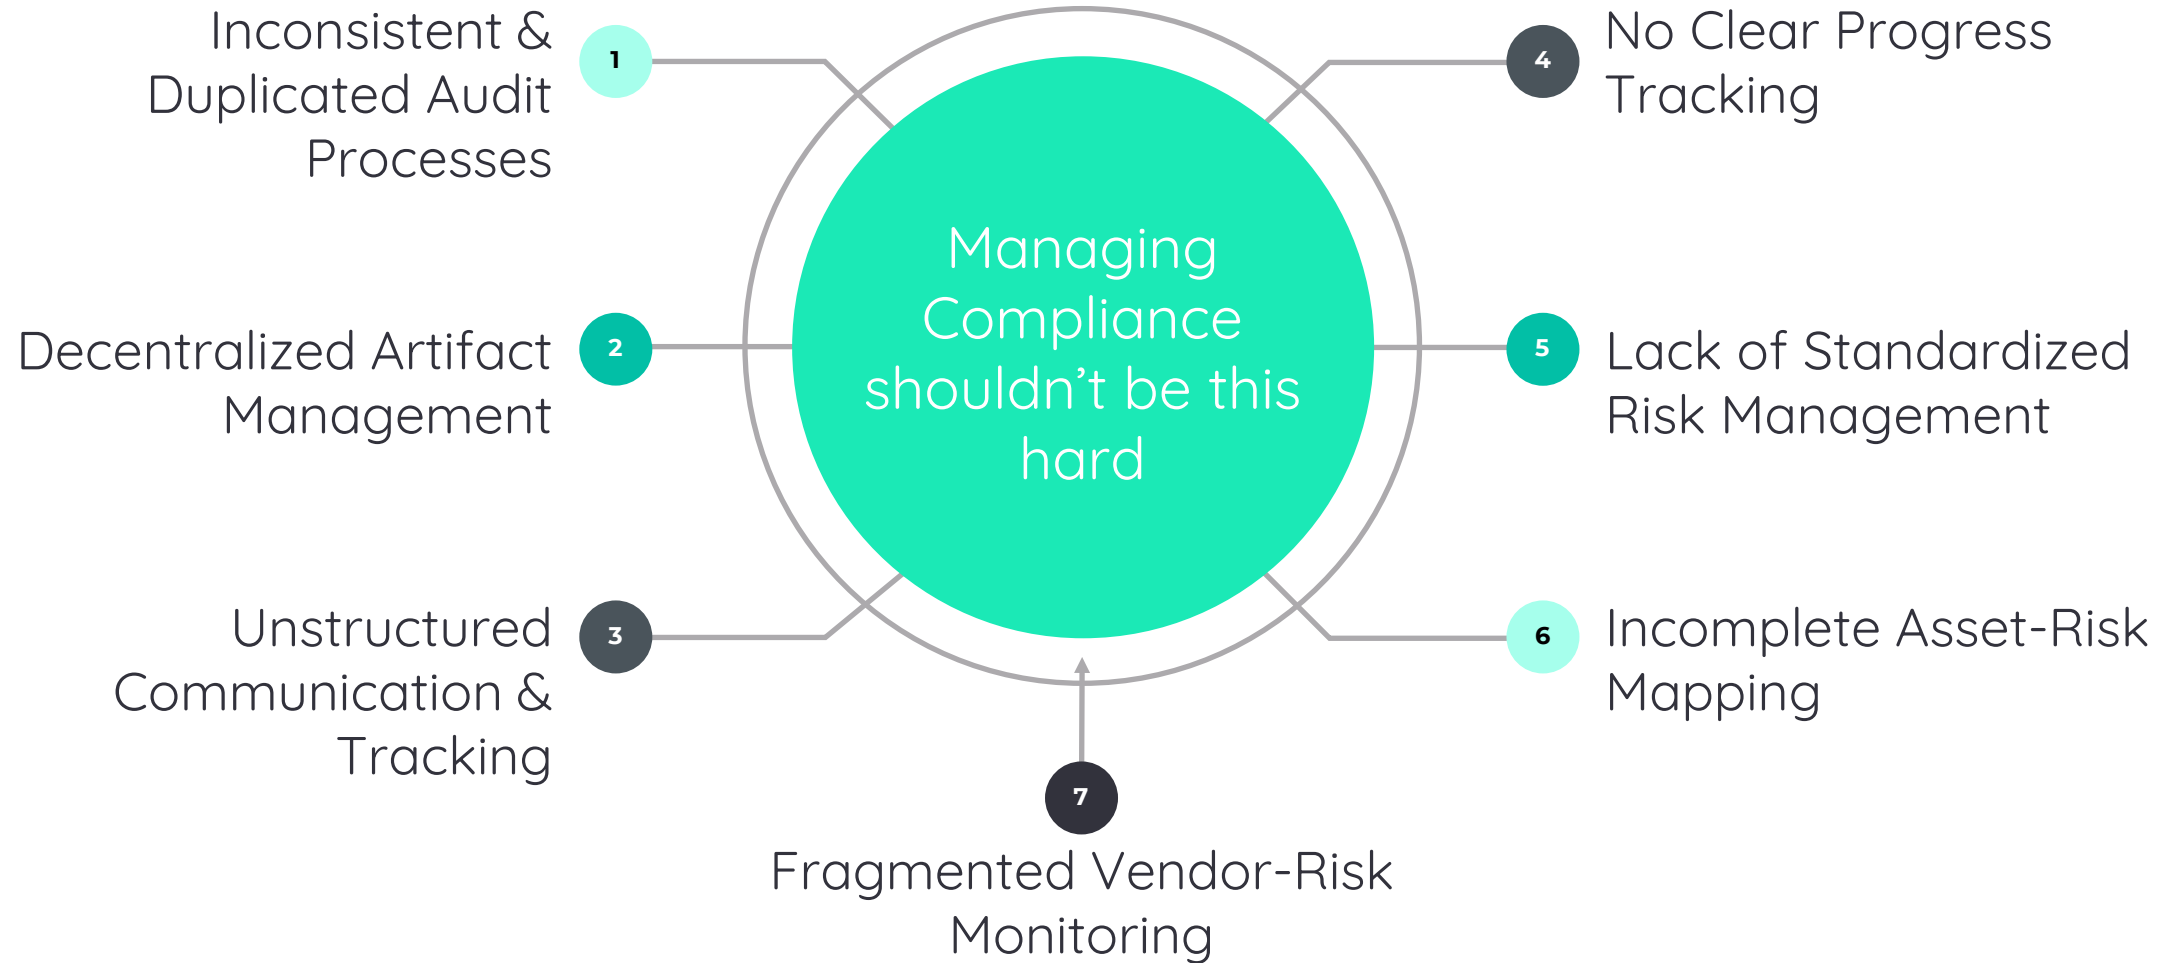 1
Inconsistent &
Duplicated Audit
Processes
2
Decentralized Artifact
Management
3
Unstructured
Communication &
Tracking
Managing
Compliance
shouldn’t be this
hard
4
No Clear Progress
Tracking
5
Lack of Standardized
Risk Management
6
Incomplete Asset-Risk
Mapping
7
Fragmented Vendor-Risk
Monitoring